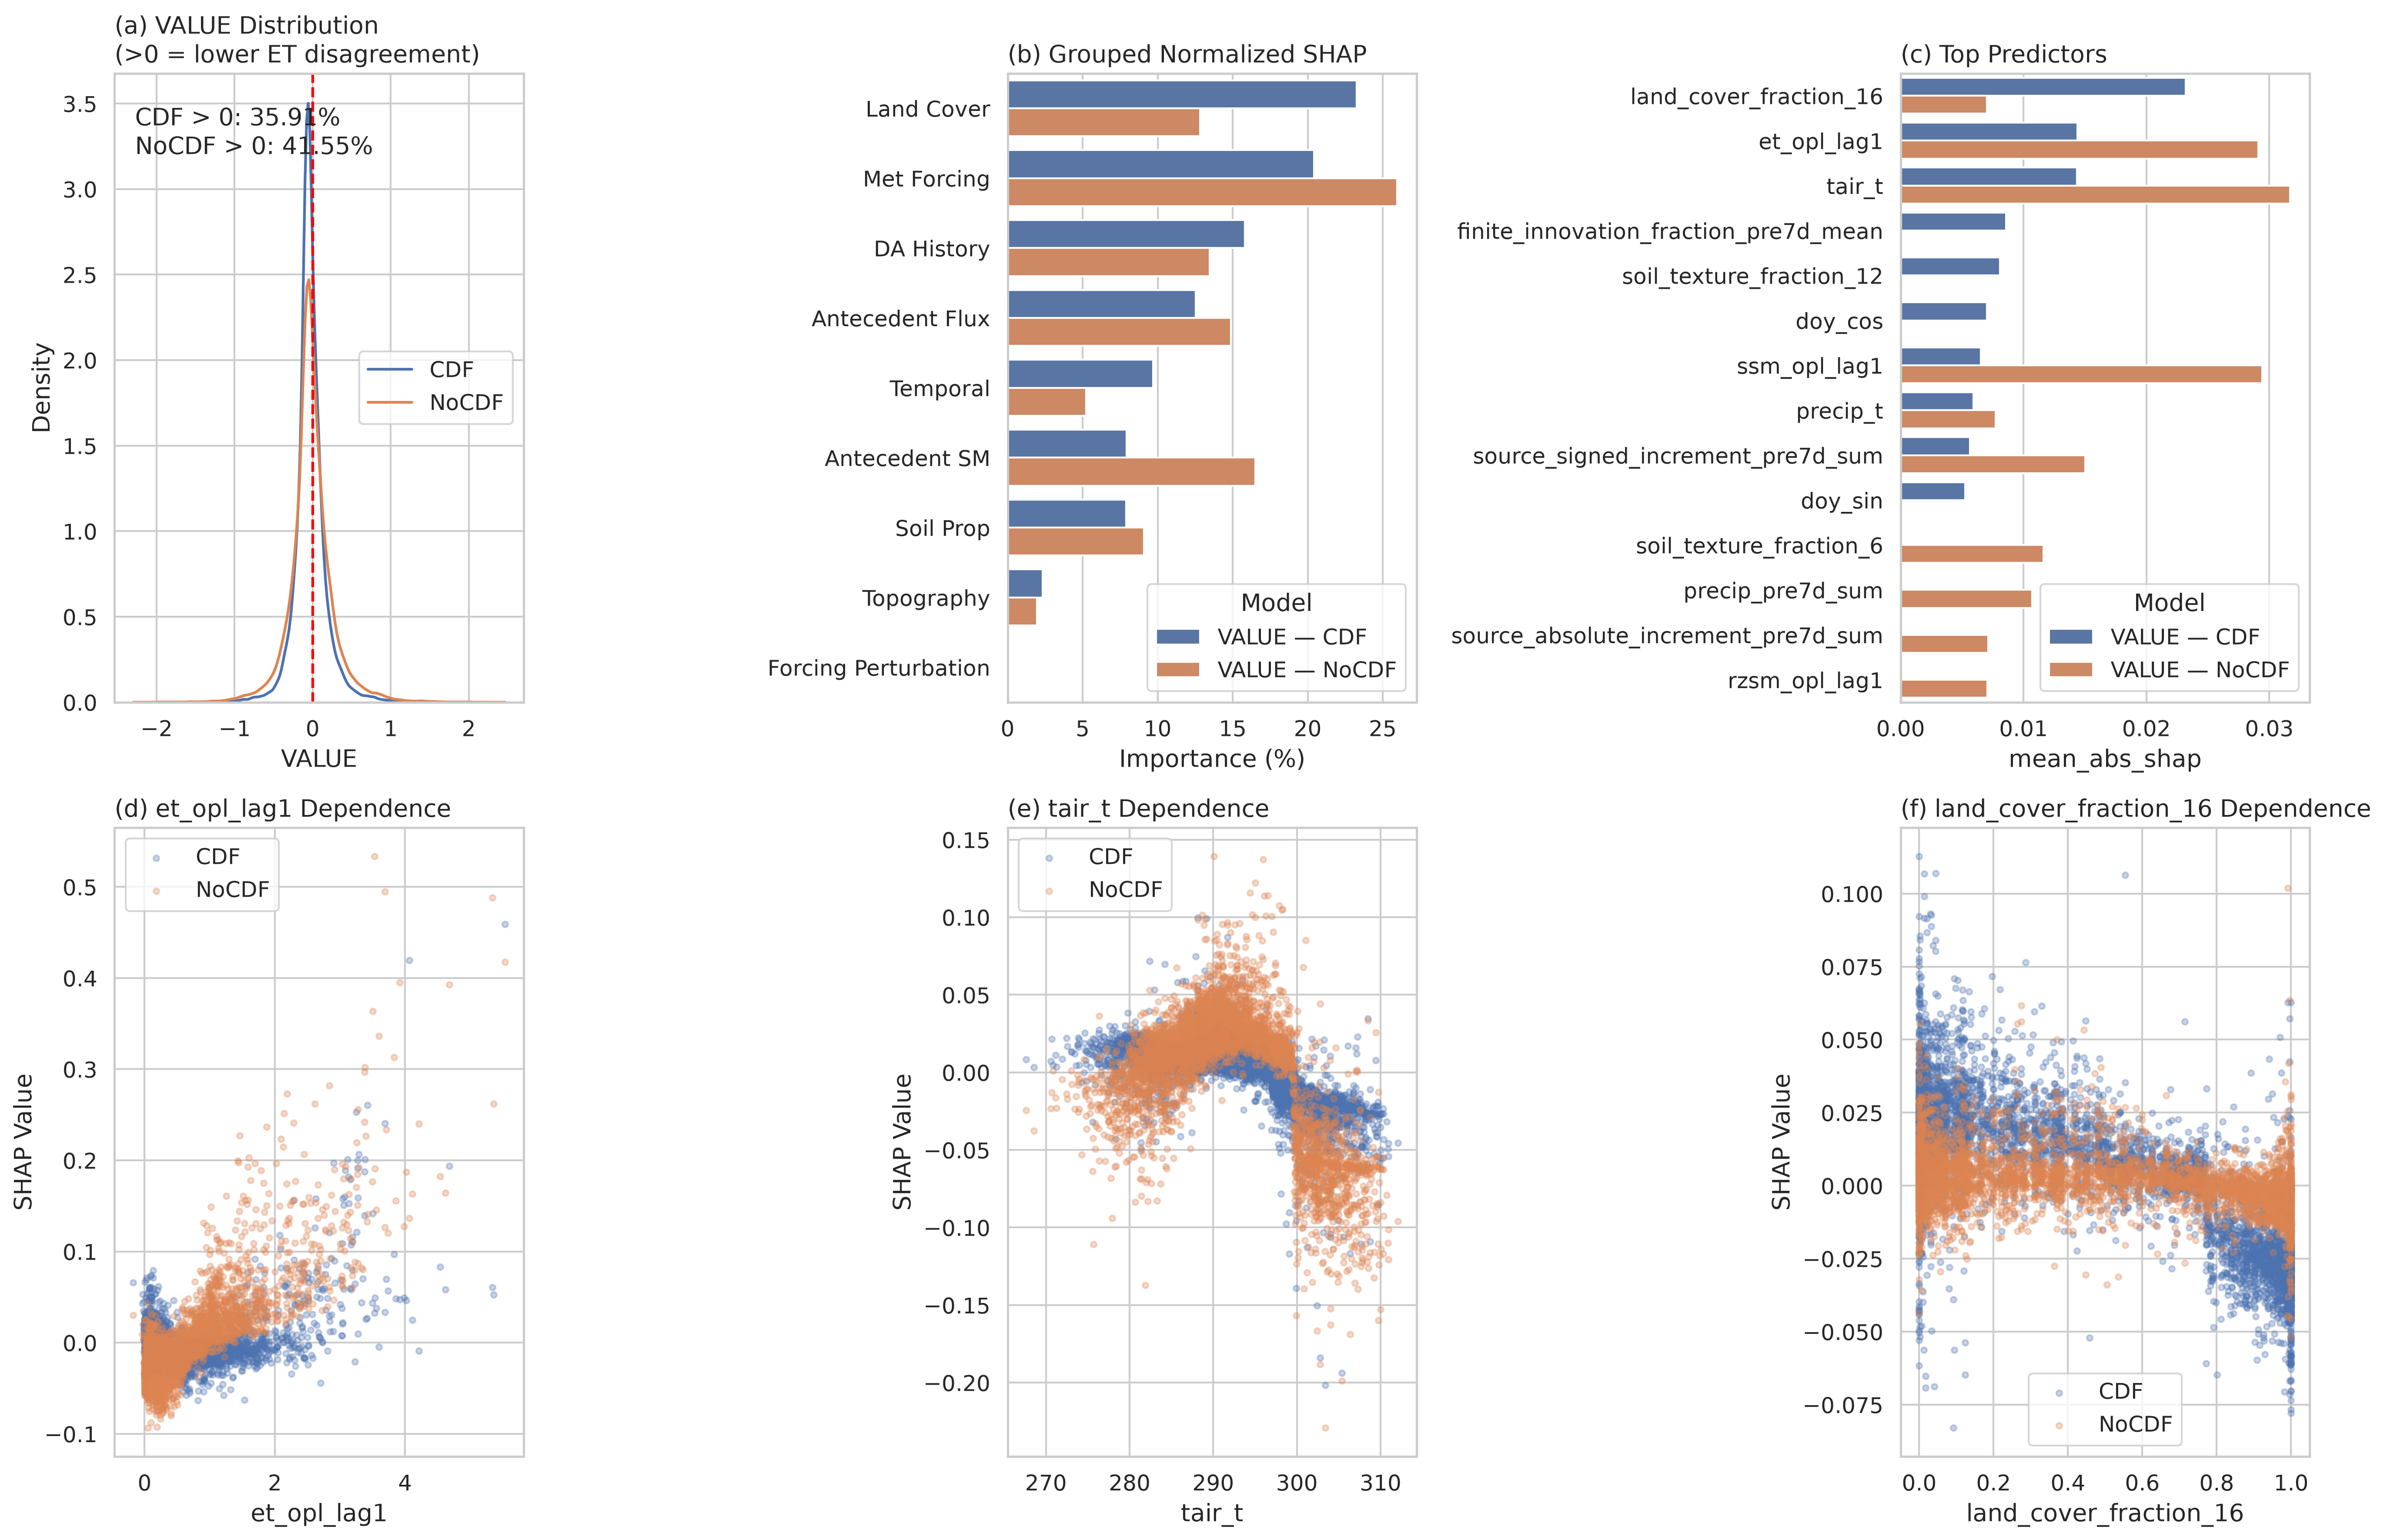 (a) VALUE Distribution
(>0 = lower ET disagreement)
CDF > 0: 35.91%
NoCDF > 0: 41.55%
3.5
3.0
2.5
2.0
1.5
1.0
0.5
0.0
Density
CDF
NoCDF
−2
−1
0
1
2
VALUE
(b) Grouped Normalized SHAP
Land Cover
Met Forcing
DA History
Antecedent Flux
Temporal
Antecedent SM
Soil Prop
Topography
Forcing Perturbation
Model
VALUE — CDF
VALUE — NoCDF
0
5
10
15
20
25
Importance (%)
(c) Top Predictors
land_cover_fraction_16
et_opl_lag1
tair_t
finite_innovation_fraction_pre7d_mean
soil_texture_fraction_12
doy_cos
ssm_opl_lag1
precip_t
source_signed_increment_pre7d_sum
doy_sin
soil_texture_fraction_6
precip_pre7d_sum
source_absolute_increment_pre7d_sum
rzsm_opl_lag1
Model
VALUE — CDF
VALUE — NoCDF
0.00
0.01
0.02
0.03
mean_abs_shap
(d) et_opl_lag1 Dependence
CDF
NoCDF
0.5
0.4
0.3
0.2
0.1
0.0
−0.1
SHAP Value
0
2
4
et_opl_lag1
(e) tair_t Dependence
CDF
NoCDF
0.15
0.10
0.05
0.00
−0.05
−0.10
−0.15
−0.20
SHAP Value
270
280
290
300
310
tair_t
(f) land_cover_fraction_16 Dependence
0.100
0.075
0.050
0.025
0.000
−0.025
−0.050
−0.075
SHAP Value
CDF
NoCDF
0.0
0.2
0.4
0.6
0.8
1.0
land_cover_fraction_16